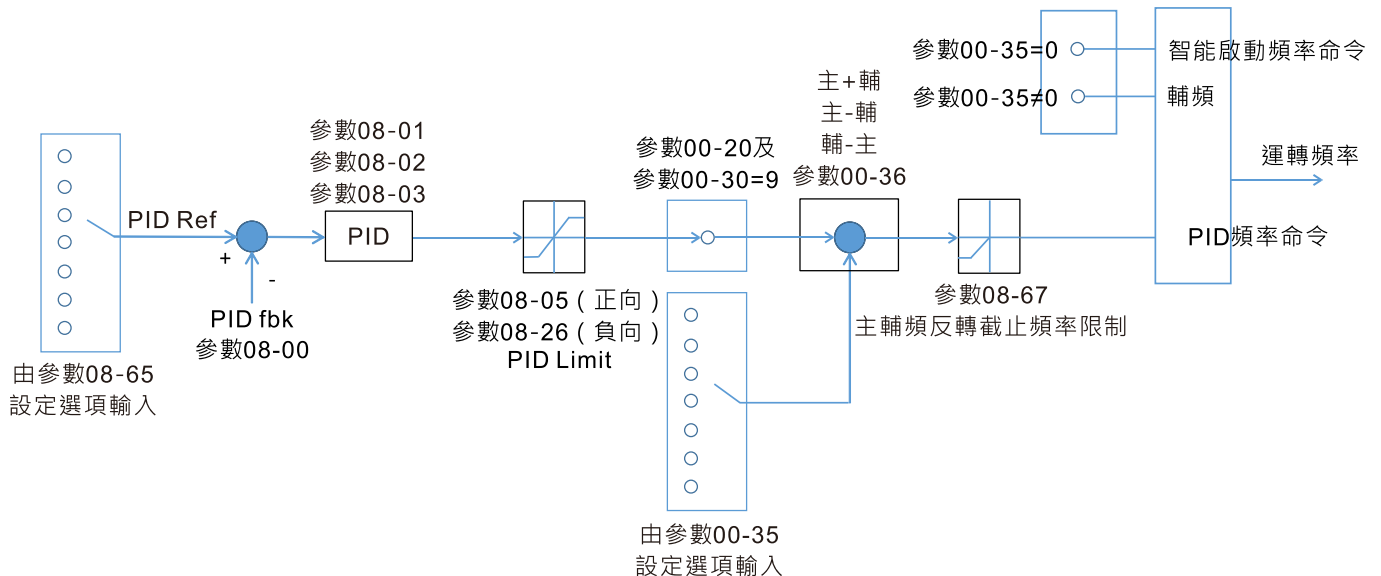 參數00-35=0
智能啟動頻率命令
參數00-35≠0
輔頻
主+輔
主-輔
輔-主
參數00-36
參數08-01
參數08-02
參數08-03
參數00-20及
參數00-30=9
運轉頻率
PID Ref
+
-
PID
PID頻率命令
PID fbk
參數08-00
參數08-05（正向）
參數08-26（負向）
PID Limit
參數08-67
主輔頻反轉截止頻率限制
由參數08-65
設定選項輸入
由參數00-35
設定選項輸入